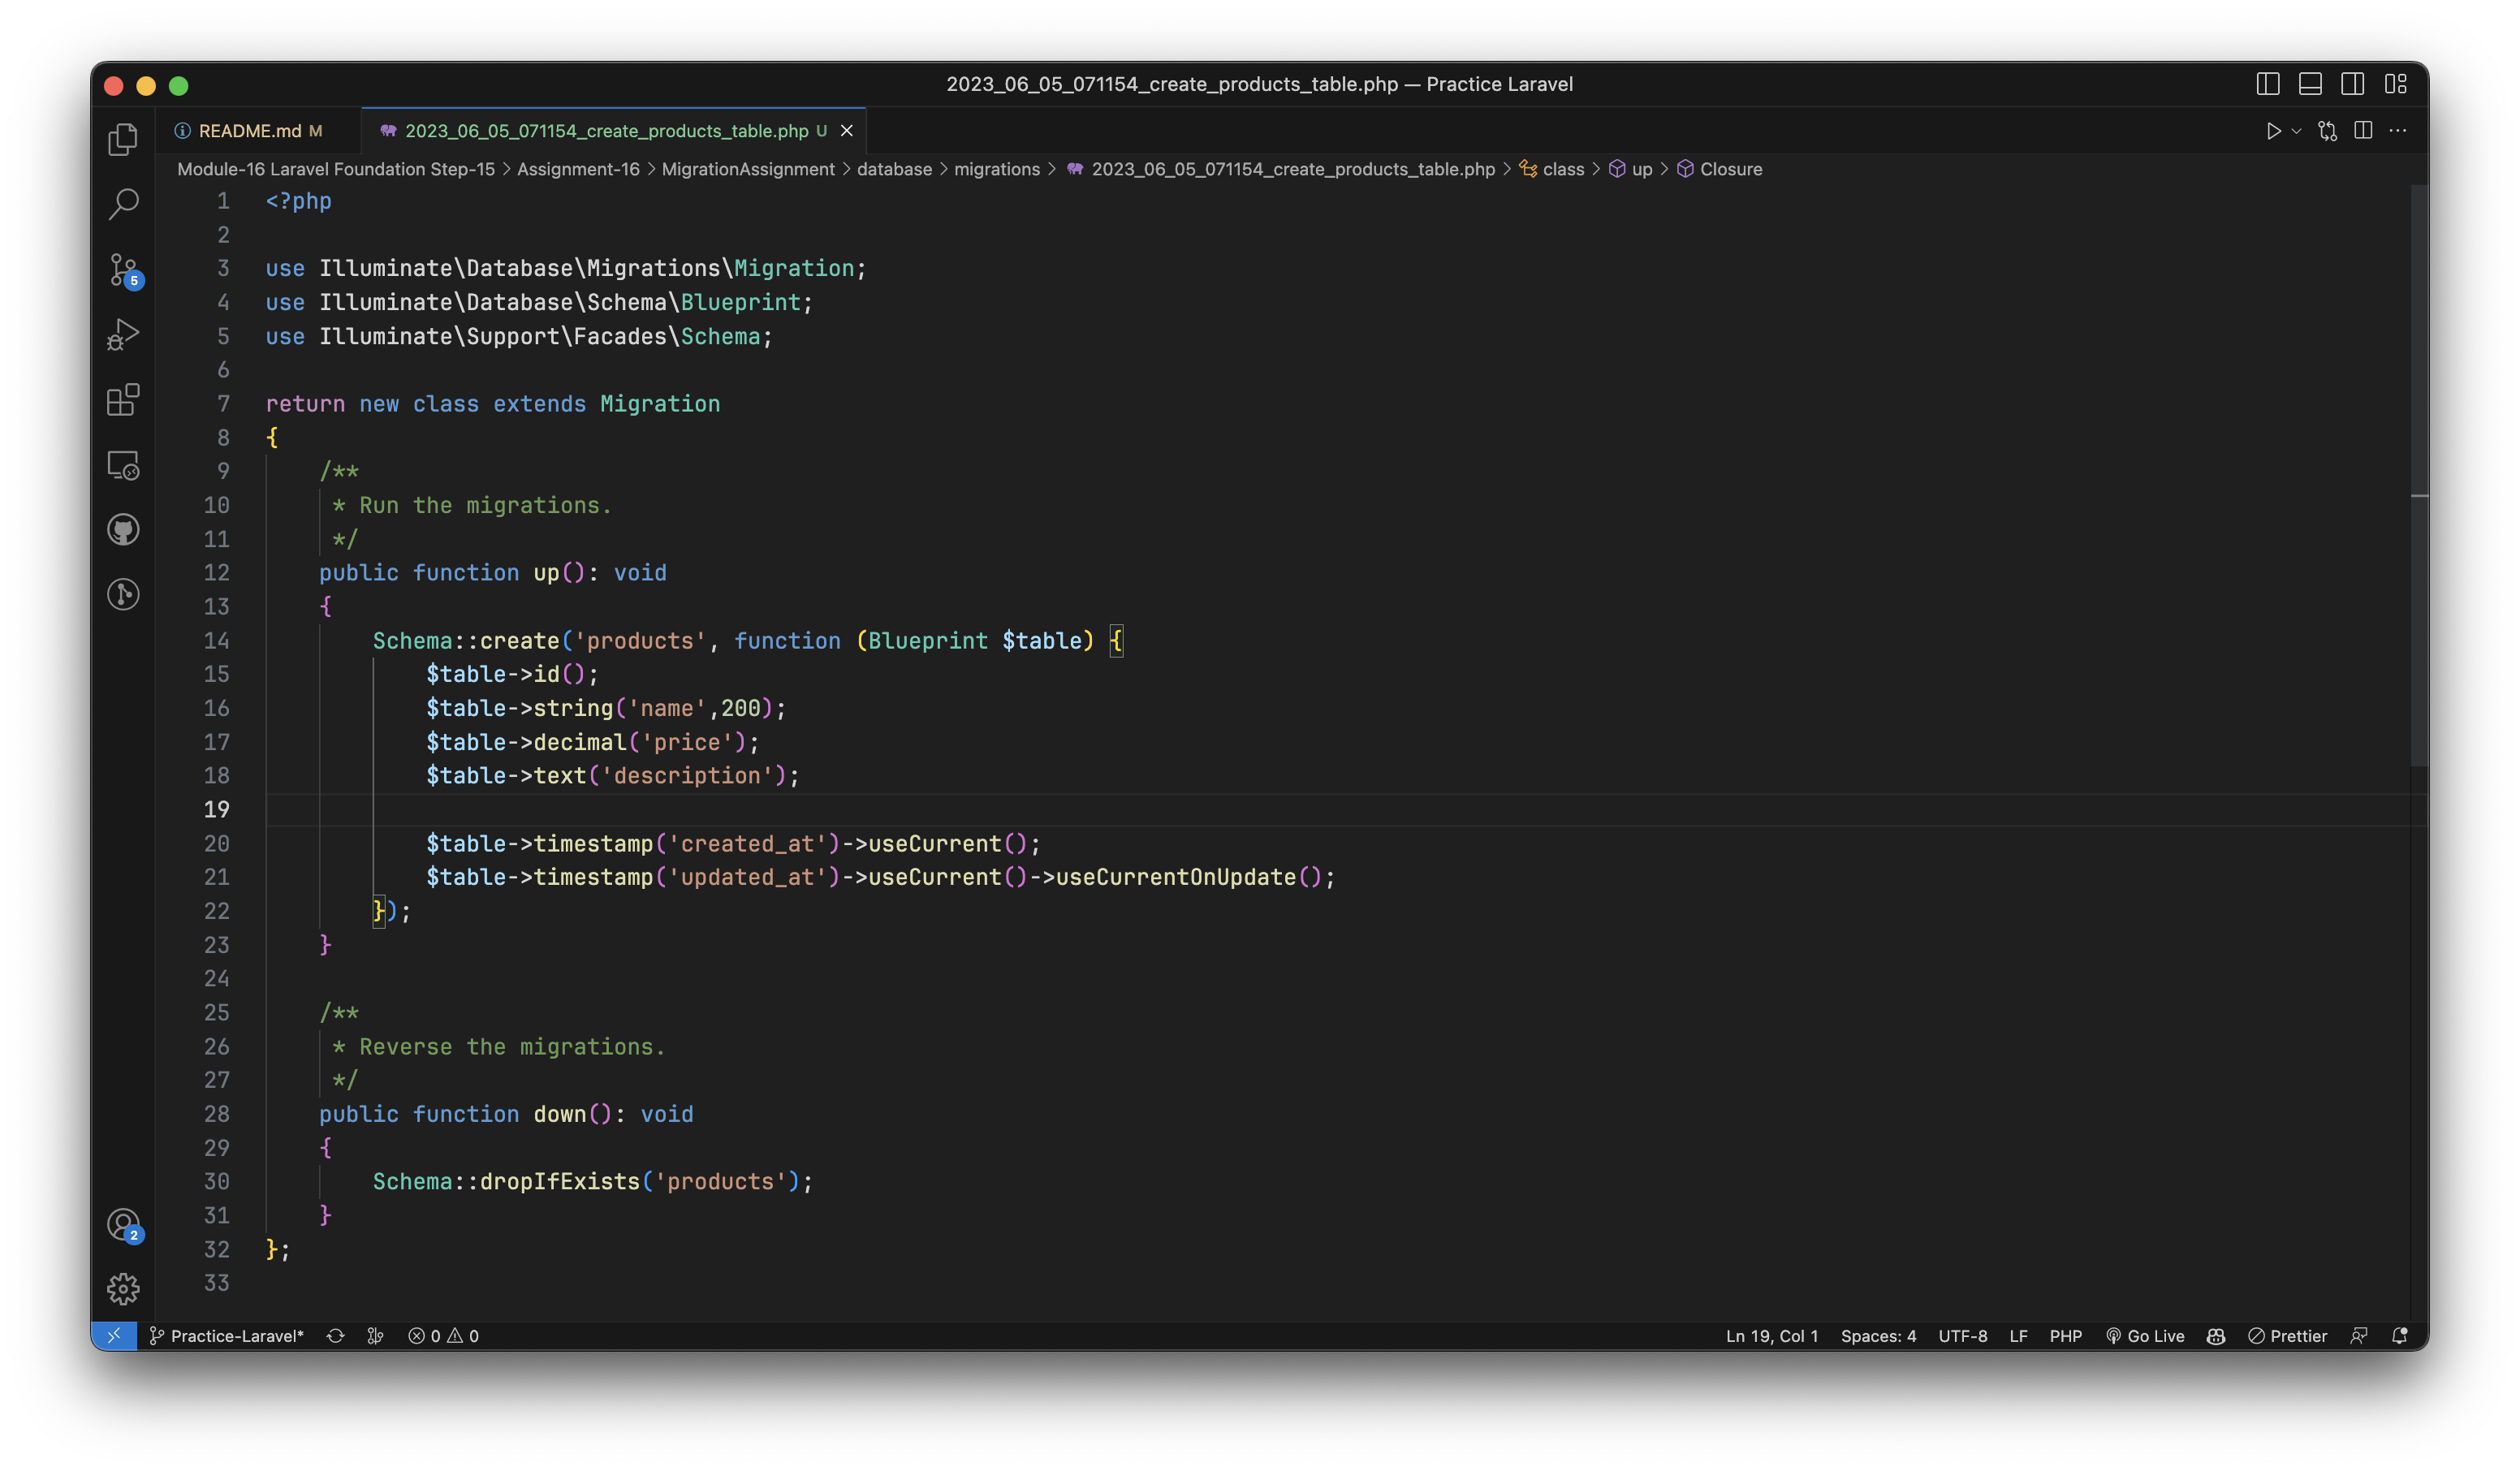 2023_06_05_071154_create_products_table.php — Practice Laravel
README.md M
2023_06_05_071154_create_products_table.php U
Module-16 Laravel Foundation Step-15 > Assignment-16 > MigrationAssignment > database > migrations > 2023_06_05_071154_create_products_table.php > class > up > Closure
1 <?php
2
3 use Illuminate\Database\Migrations\Migration;
4 use Illuminate\Database\Schema\Blueprint;
5 use Illuminate\Support\Facades\Schema;
6
7 return new class extends Migration
8 {
9     /**
10      * Run the migrations.
11      */
12     public function up(): void
13     {
14         Schema::create('products', function (Blueprint $table) {
15             $table->id();
16             $table->string('name',200);
17             $table->decimal('price');
18             $table->text('description');
19
20             $table->timestamp('created_at')->useCurrent();
21             $table->timestamp('updated_at')->useCurrent()->useCurrentOnUpdate();
22         });
23     }
24
25     /**
26      * Reverse the migrations.
27      */
28     public function down(): void
29     {
30         Schema::dropIfExists('products');
31     }
32 };
33
5
2
Practice-Laravel* 0 0 Ln 19, Col 1 Spaces: 4 UTF-8 LF PHP Go Live Prettier